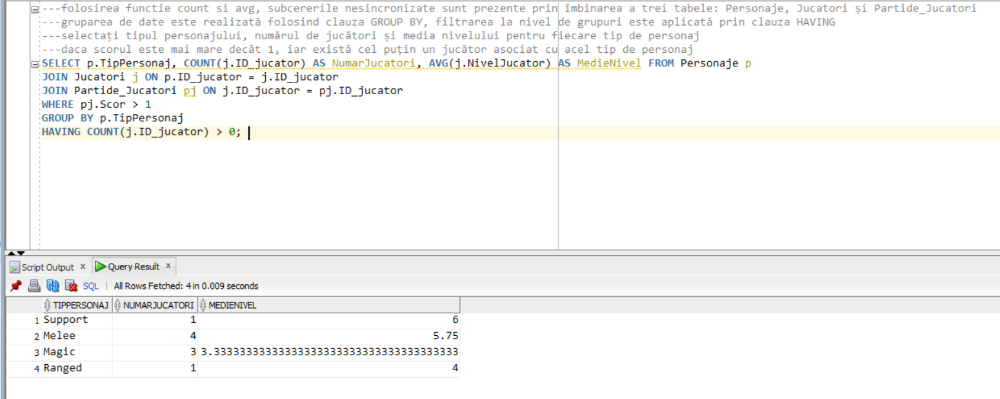 ---folosirea functie count si avg, subcererile nesincronizate sunt prezente prin îmbinarea a trei tabele: Personaje, Jucatori și Partide_Jucatori
---gruparea de date este realizată folosind clauza GROUP BY, filtrarea la nivel de grupuri este aplicată prin clauza HAVING
---selectați tipul personajului, numărul de jucători și media nivelului pentru fiecare tip de personaj
---daca scorul este mai mare decât 1, iar există cel puțin un jucător asociat cu acel tip de personaj
SELECT p.TipPersonaj, COUNT(j.ID_jucator) AS NumarJucatori, AVG(j.NivelJucator) AS MedieNivel FROM Personaje p
JOIN Jucatori j ON p.ID_jucator = j.ID_jucator
JOIN Partide_Jucatori pj ON j.ID_jucator = pj.ID_jucator
WHERE pj.Scor > 1
GROUP BY p.TipPersonaj
HAVING COUNT(j.ID_jucator) > 0;
Script Output x Query Result x
SQL | All Rows Fetched: 4 in 0.009 seconds
TIPPERSONAJ NUMARJUCATORI MEDIENIVEL
1 Support 1 6
2 Melee 4 5.75
3 Magic 3 3.33333333333333333333333333333333333333
4 Ranged 1 4